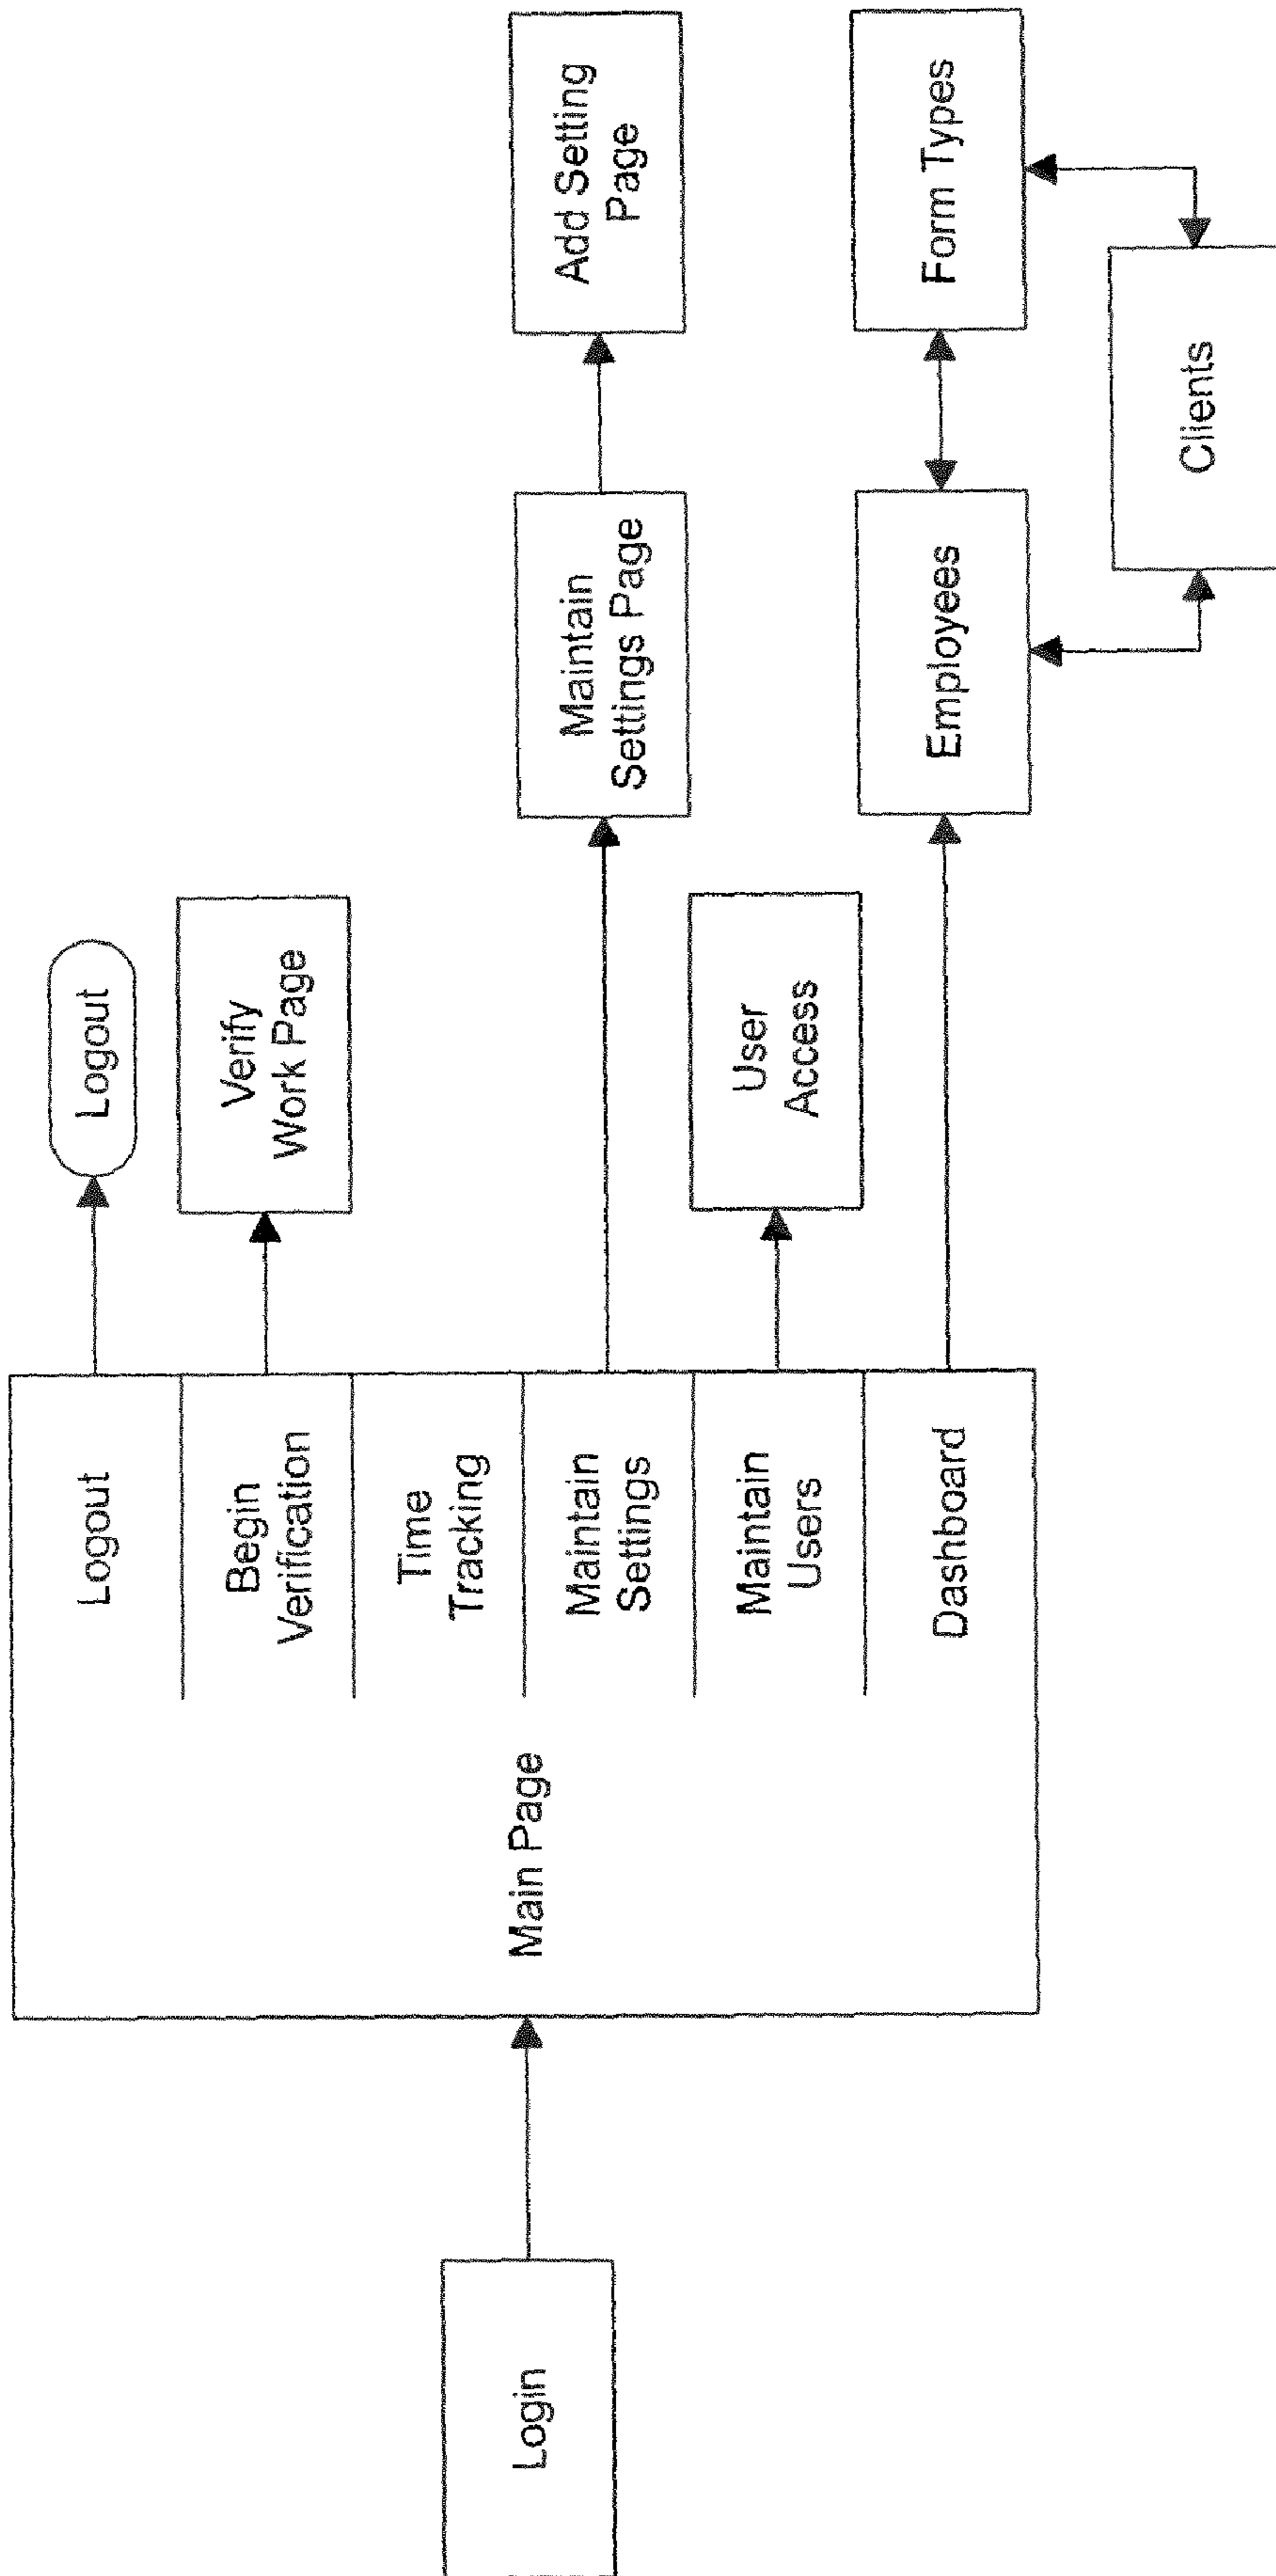 Login
Main Page
Logout
Begin
Verification
Time
Tracking
Maintain
Settings
Maintain
Users
Dashboard
Logout
Verify
Work Page
User
Access
Maintain
Settings Page
Add Setting
Page
Employees
Form Types
Clients